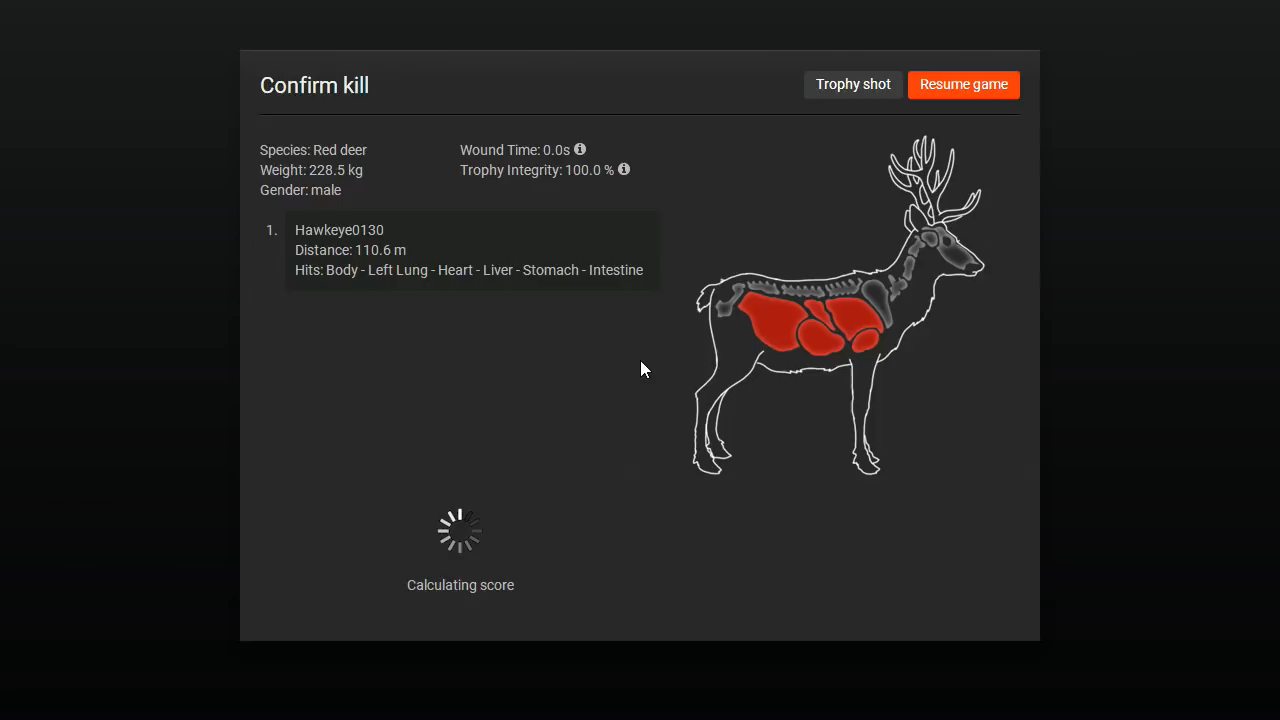 Confirm kill
Trophy shot
Resume game
Species: Red deer
Weight: 228.5 kg
Gender: male
Wound Time: 0.0s
Trophy Integrity: 100.0 %
1.
Hawkeye0130
Distance: 110.6 m
Hits: Body - Left Lung - Heart - Liver - Stomach - Intestine
Calculating score